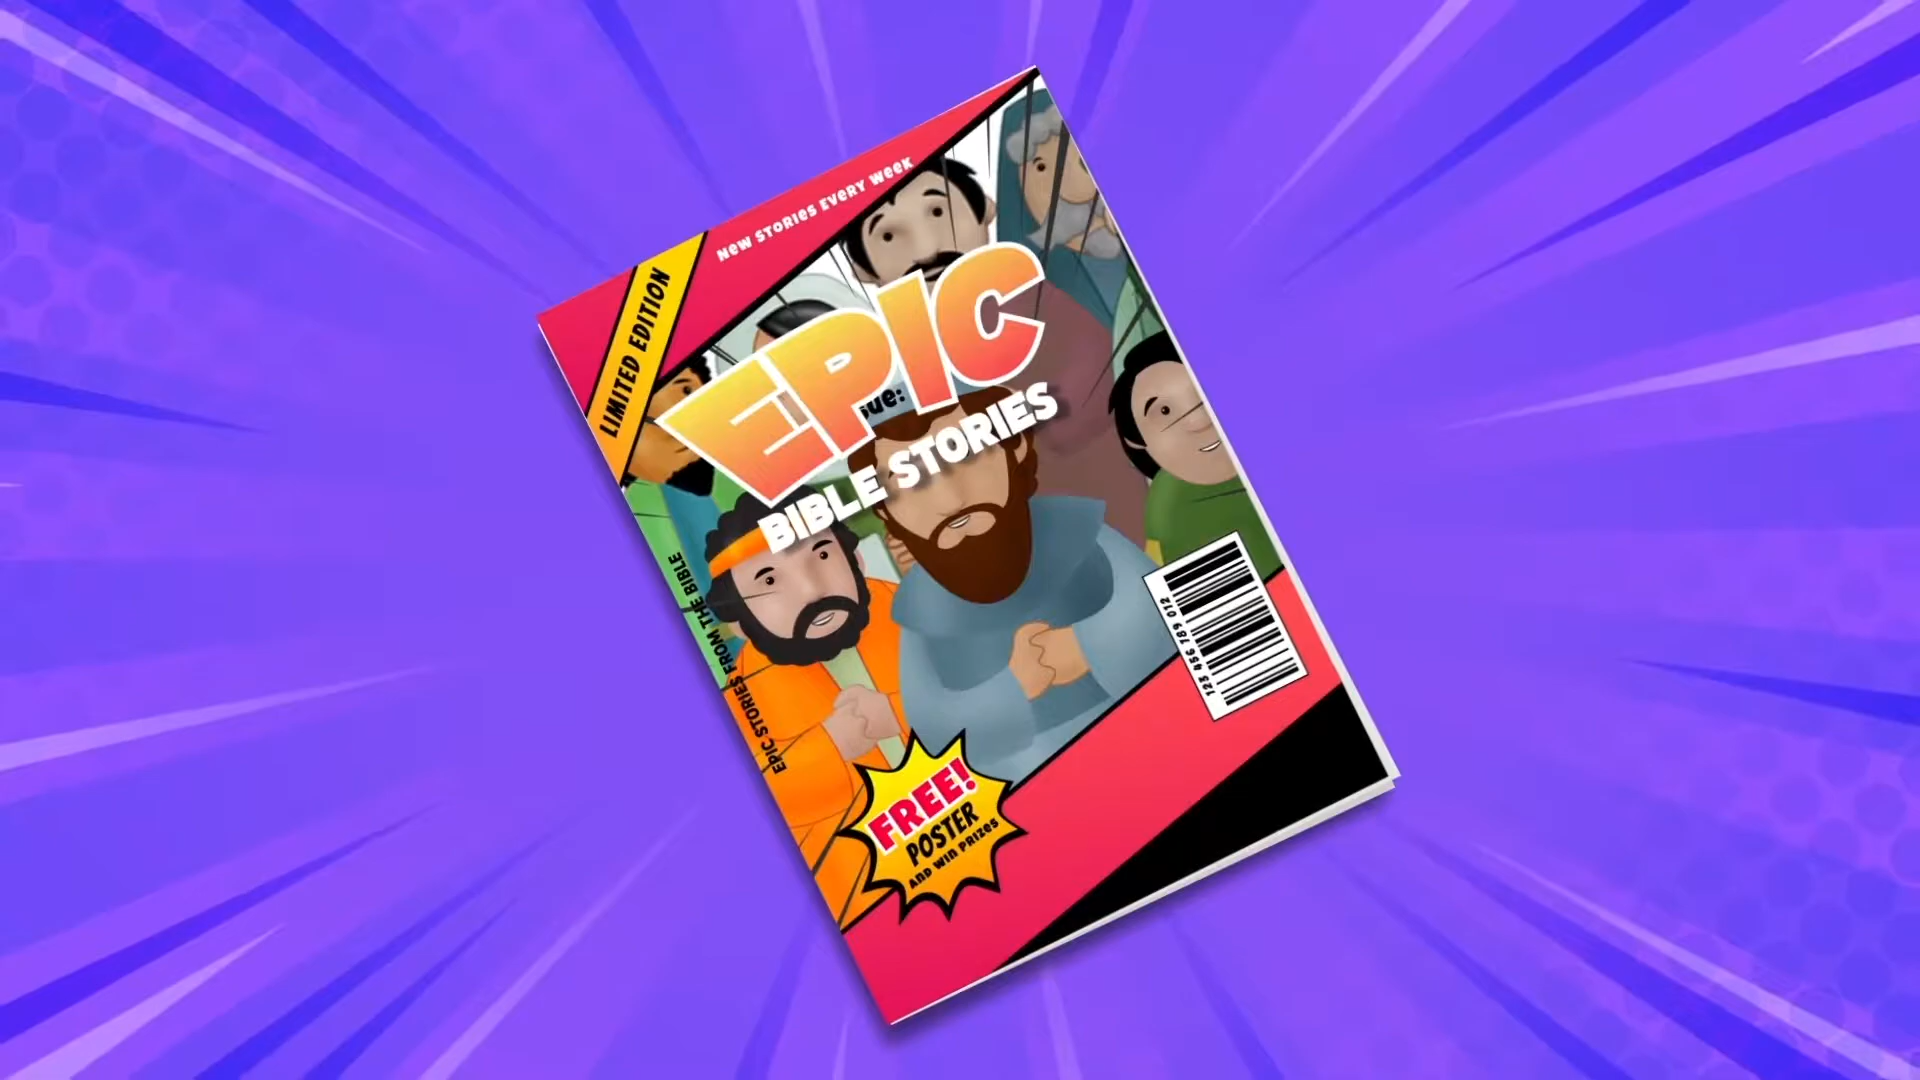 NEW STORIES EVERY WEEK
LIMITED EDITION
EPIC
BIBLE STORIES
EPIC STORIES FROM THE BIBLE
123 456 789 012
FREE!
POSTER
AND WIN PRIZES